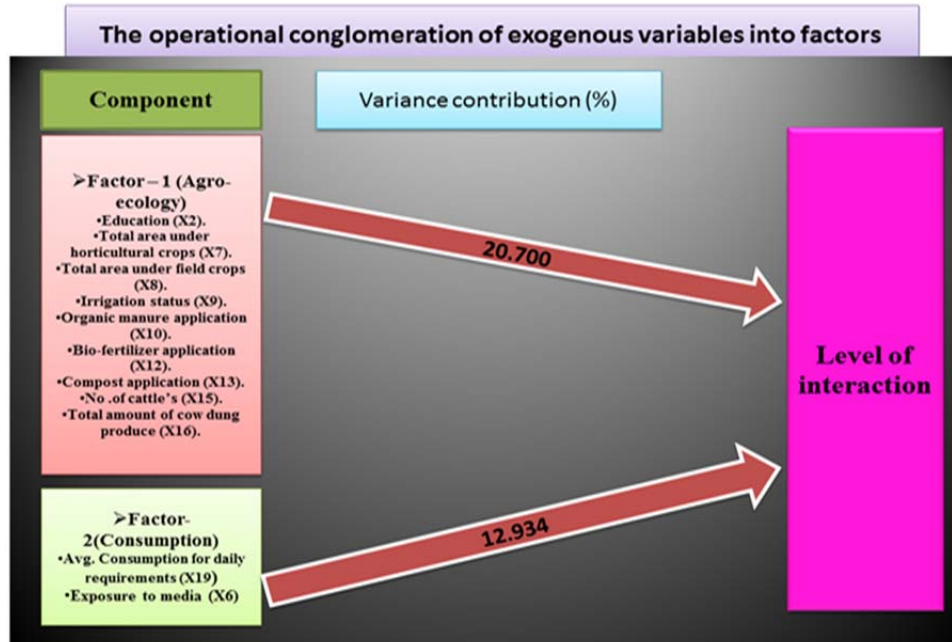 The operational conglomeration of exogenous variables into factors
Component
Variance contribution (%)
➢Factor – 1 (Agro-
ecology)
•Education (X2).
•Total area under
horticultural crops (X7).
•Total area under field crops
(X8).
•Irrigation status (X9).
•Organic manure application
(X10).
•Bio-fertilizer application
(X12).
•Compost application (X13).
•No .of cattle's (X15).
•Total amount of cow dung
produce (X16).
20.700
Level of
interaction
➢Factor-
2(Consumption)
•Avg. Consumption for daily
requirements (X19)
•Exposure to media (X6)
12.934